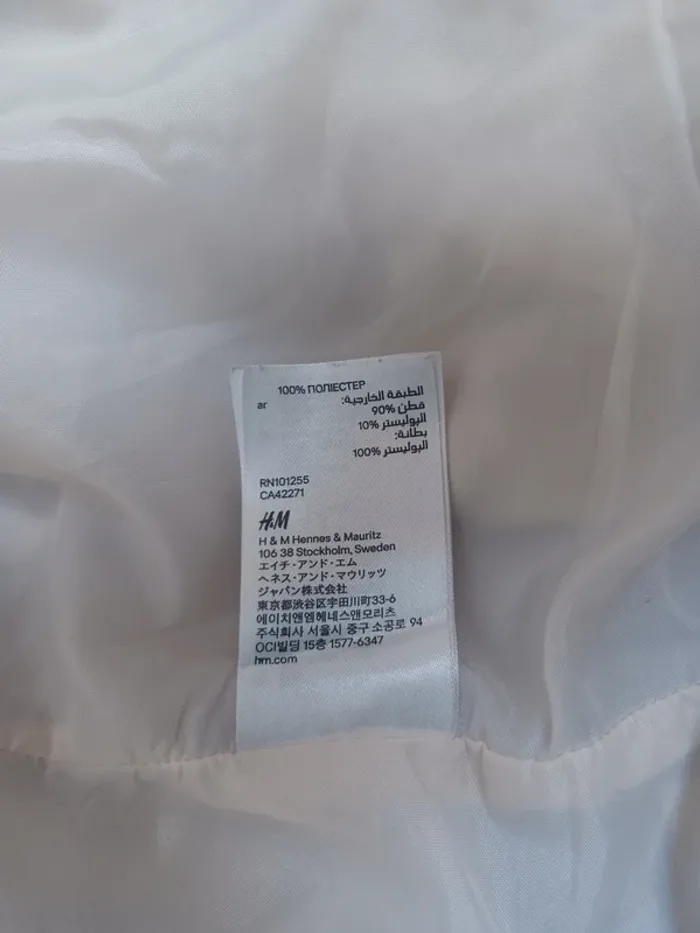 100% ПОЛІЕСТЕР
ar
الطبقة الخارجية:
قطن 90%
البوليستر 10%
بطانة:
البوليستر 100%
RN101255
CA42271
H&M
H & M Hennes & Mauritz
106 38 Stockholm, Sweden
エイチ・アンド・エム
ヘネス・アンド・マウリッツ
ジャパン株式会社
東京都渋谷区宇田川町33-6
에이치앤엠헤네스앤모리츠
주식회사 서울시 중구 소공로 94
OCI빌딩 15층 1577-6347
hm.com